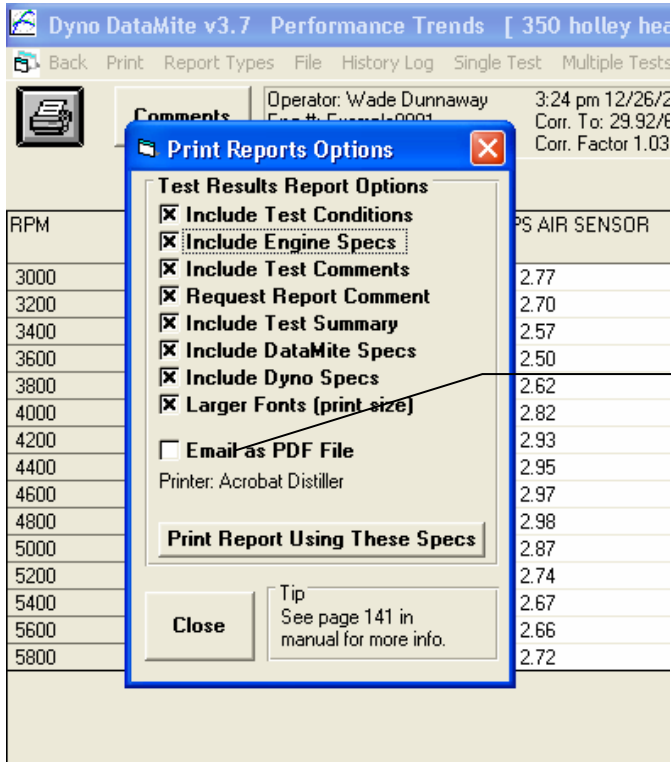 Dyno DataMite v3.7 Performance Trends [ 350 holley hea
Back Print Report Types File History Log Single Test Multiple Tests
Comments
Operator: Wade Dunnaway
3:24 pm 12/26/2
Corr. To: 29.92/6
Corr. Factor 1.03
Print Reports Options
Test Results Report Options
Include Test Conditions
Include Engine Specs
Include Test Comments
Request Report Comment
Include Test Summary
Include DataMite Specs
Include Dyno Specs
Larger Fonts (print size)
Email as PDF File
Printer: Acrobat Distiller
Print Report Using These Specs
Close
Tip
See page 141 in
manual for more info.
RPM PS AIR SENSOR
3000 2.77
3200 2.70
3400 2.57
3600 2.50
3800 2.62
4000 2.82
4200 2.93
4400 2.95
4600 2.97
4800 2.98
5000 2.87
5200 2.74
5400 2.67
5600 2.66
5800 2.72